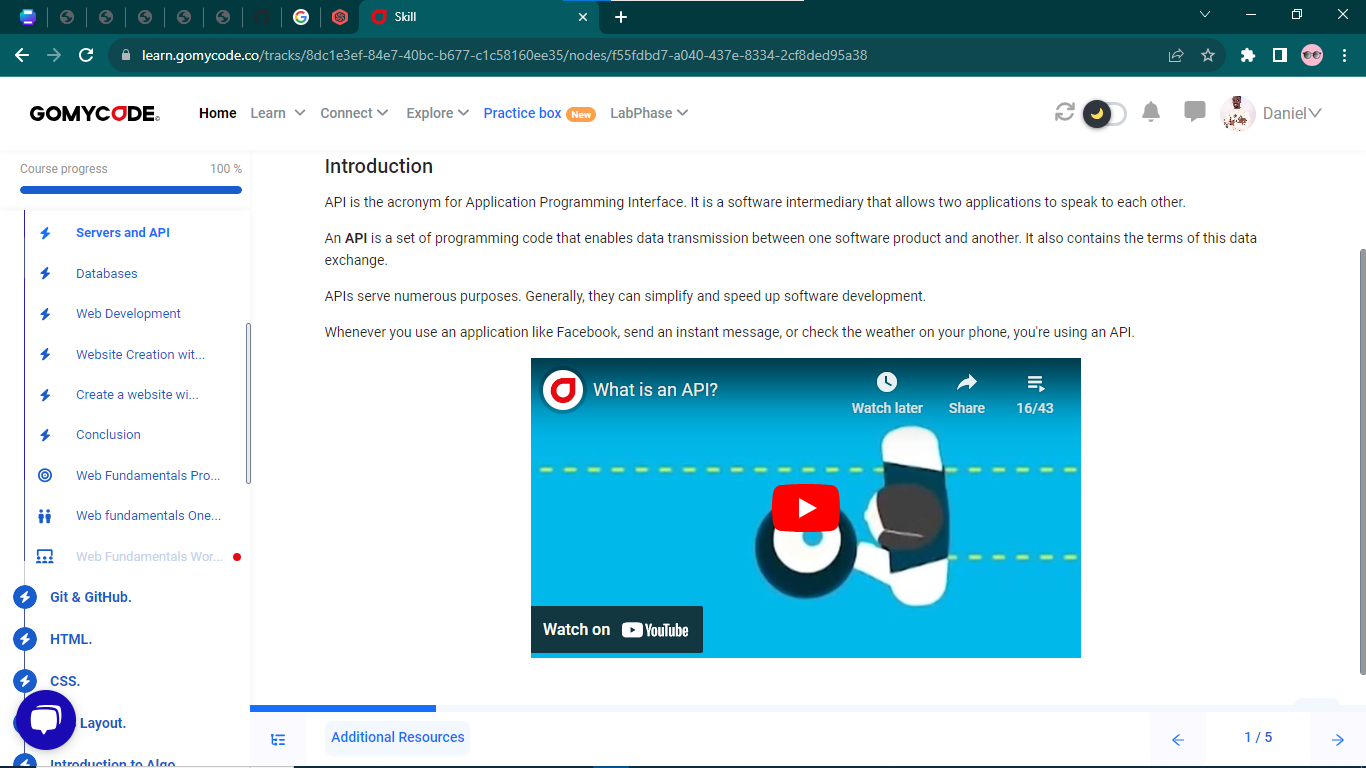 Skill
learn.gomycode.co/tracks/8dc1e3ef-84e7-40bc-b677-c1c58160ee35/nodes/f55fdbd7-a040-437e-8334-2cf8ded95a38
GOMYCODE
Home Learn Connect Explore Practice box New LabPhase Daniel
Course progress 100 %
Servers and API
Databases
Web Development
Website Creation wit...
Create a website wi...
Conclusion
Web Fundamentals Pro...
Web fundamentals One...
Web Fundamentals Wor...
Git & GitHub.
HTML.
CSS.
Layout.
Introduction to Algo
Introduction
API is the acronym for Application Programming Interface. It is a software intermediary that allows two applications to speak to each other.
An API is a set of programming code that enables data transmission between one software product and another. It also contains the terms of this data
exchange.
APIs serve numerous purposes. Generally, they can simplify and speed up software development.
Whenever you use an application like Facebook, send an instant message, or check the weather on your phone, you're using an API.
What is an API?
Watch later Share 16/43
Watch on YouTube
Additional Resources
1 / 5